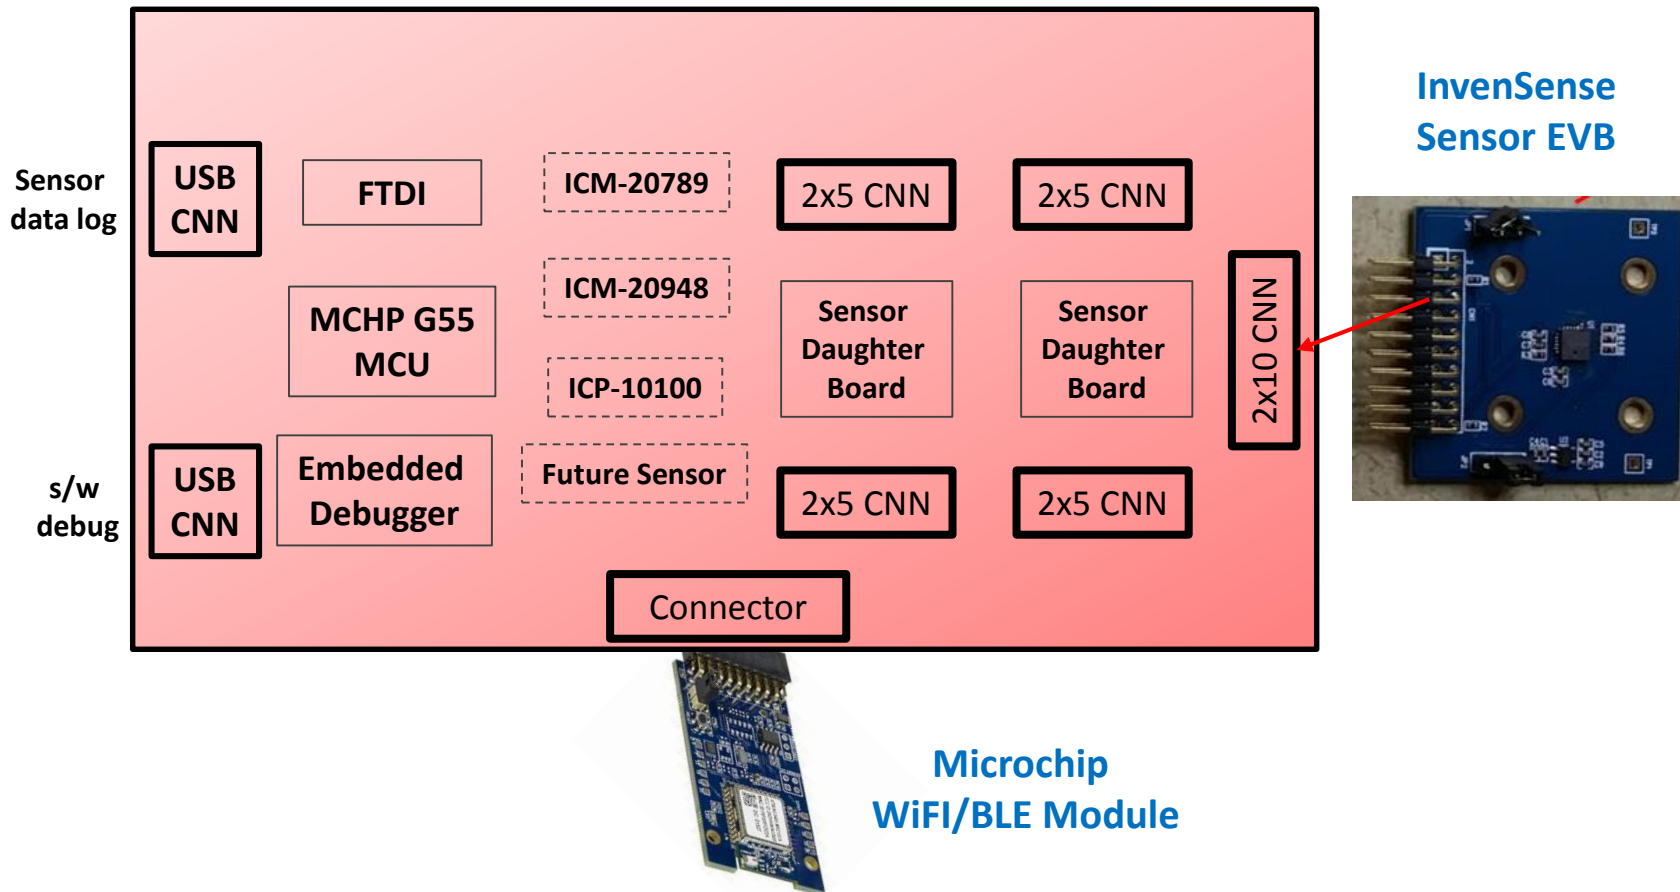 InvenSense
Sensor EVB
Sensor
data log
USB
CNN
FTDI
ICM-20789
2x5 CNN
2x5 CNN
ICM-20948
MCHP G55
MCU
Sensor
Daughter
Board
Sensor
Daughter
Board
2x10 CNN
ICP-10100
s/w
debug
USB
CNN
Embedded
Debugger
Future Sensor
2x5 CNN
2x5 CNN
Connector
Microchip
WiFI/BLE Module